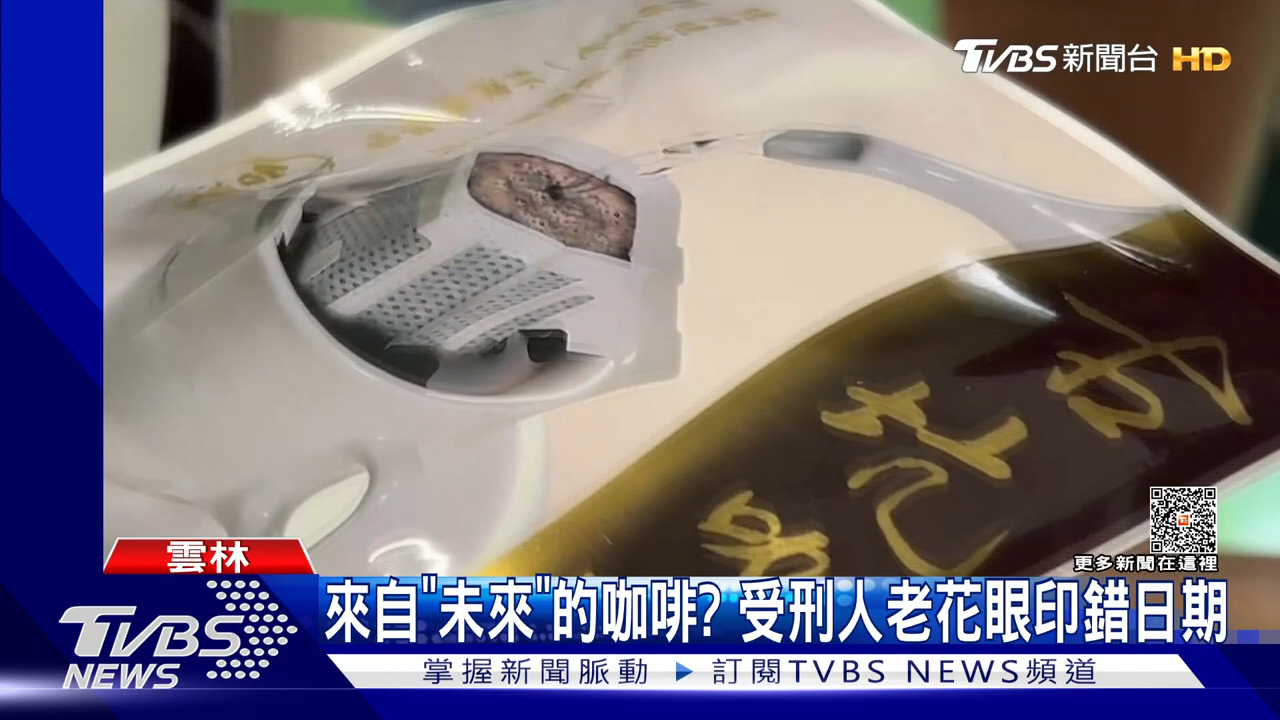 TVBS新聞台 HD
更多新聞在這裡
雲林
來自"未來"的咖啡? 受刑人老花眼印錯日期
TVBS NEWS
掌握新聞脈動 ▶ 訂閱TVBS NEWS頻道